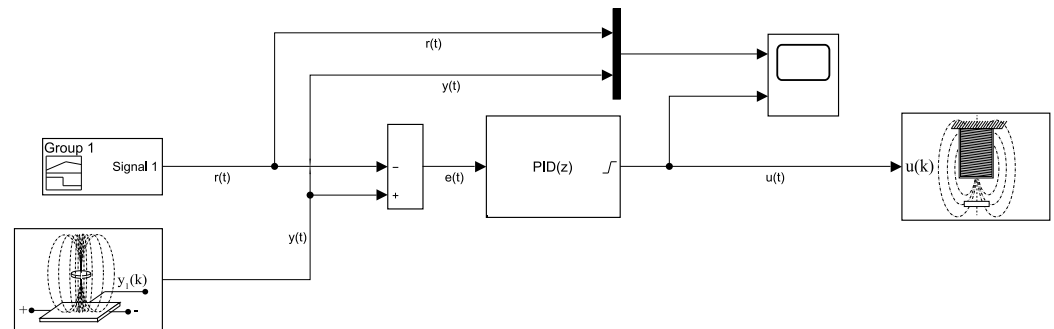 r(t)
y(t)
Group 1
Signal 1
r(t)
−
+
e(t)
PID(z)
u(t)
u(k)
y(t)
y₁(k)
+
-